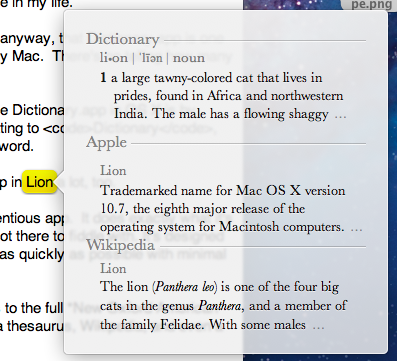 e in my life.
pe.png
anyway, t
y Mac. Th
e Dictionar
ting to <co
word.
p in Lion
entious app
ot there to
as quickly
to the full
a thesauru
Dictionary
li•on | ˈlīən | noun
1 a large tawny-colored cat that lives in
prides, found in Africa and northwestern
India. The male has a flowing shaggy …
Apple
Lion
Trademarked name for Mac OS X version
10.7, the eighth major release of the
operating system for Macintosh computers. …
Wikipedia
Lion
The lion (Panthera leo) is one of the four big
cats in the genus Panthera, and a member of
the family Felidae. With some males …